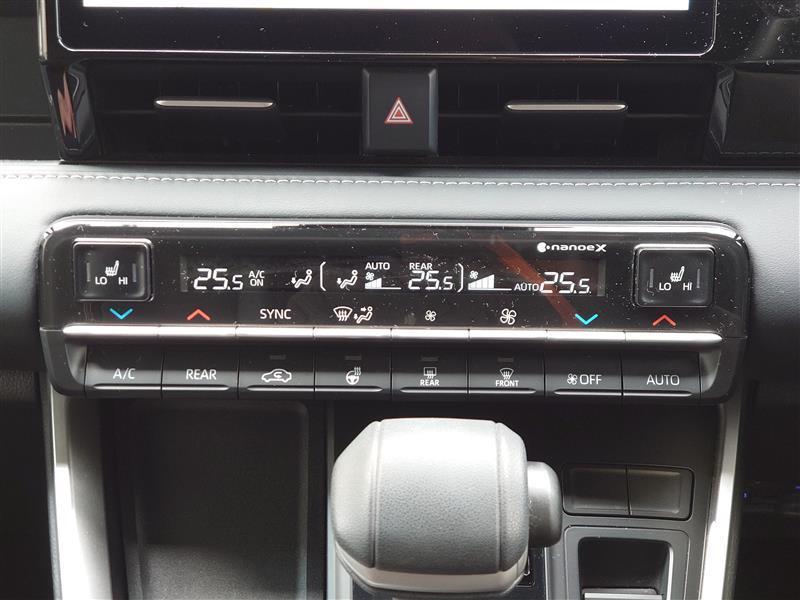 nanoeX
LO HI
25.5 A/C ON AUTO REAR 25.5 AUTO 25.5
LO HI
SYNC
A/C REAR REAR FRONT OFF AUTO